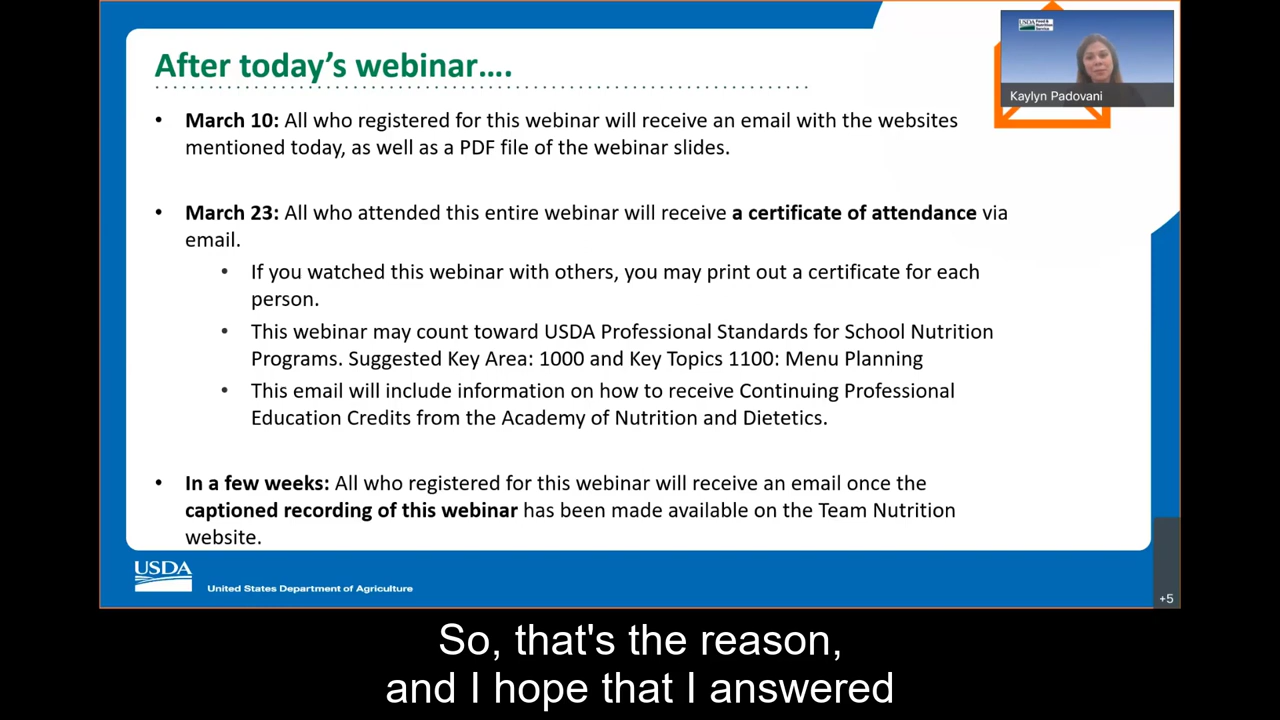 After today's webinar....
USDA Food & Nutrition Service
Kaylyn Padovani
• March 10: All who registered for this webinar will receive an email with the websites
mentioned today, as well as a PDF file of the webinar slides.
• March 23: All who attended this entire webinar will receive a certificate of attendance via
email.
• If you watched this webinar with others, you may print out a certificate for each
person.
• This webinar may count toward USDA Professional Standards for School Nutrition
Programs. Suggested Key Area: 1000 and Key Topics 1100: Menu Planning
• This email will include information on how to receive Continuing Professional
Education Credits from the Academy of Nutrition and Dietetics.
• In a few weeks: All who registered for this webinar will receive an email once the
captioned recording of this webinar has been made available on the Team Nutrition
website.
USDA
United States Department of Agriculture
+5
So, that's the reason,
and I hope that I answered